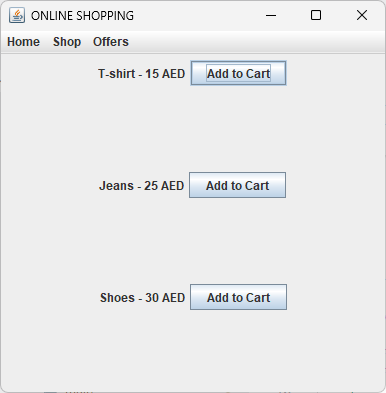 ONLINE SHOPPING
Home Shop Offers
T-shirt - 15 AED Add to Cart
Jeans - 25 AED Add to Cart
Shoes - 30 AED Add to Cart